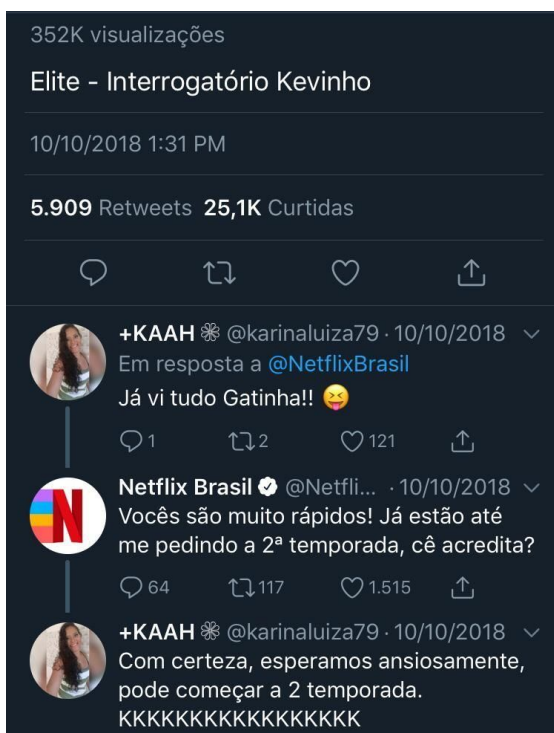 352K visualizações
Elite - Interrogatório Kevinho
10/10/2018 1:31 PM
5.909 Retweets 25,1K Curtidas
+KAAH ❀ @karinaluiza79 · 10/10/2018
Em resposta a @NetflixBrasil
Já vi tudo Gatinha!! 😝
1 2 121
N
Netflix Brasil @Netfli... · 10/10/2018
Vocês são muito rápidos! Já estão até
me pedindo a 2ª temporada, cê acredita?
64 117 1.515
+KAAH ❀ @karinaluiza79 · 10/10/2018
Com certeza, esperamos ansiosamente,
pode começar a 2 temporada.
KKKKKKKKKKKKKKKKKK